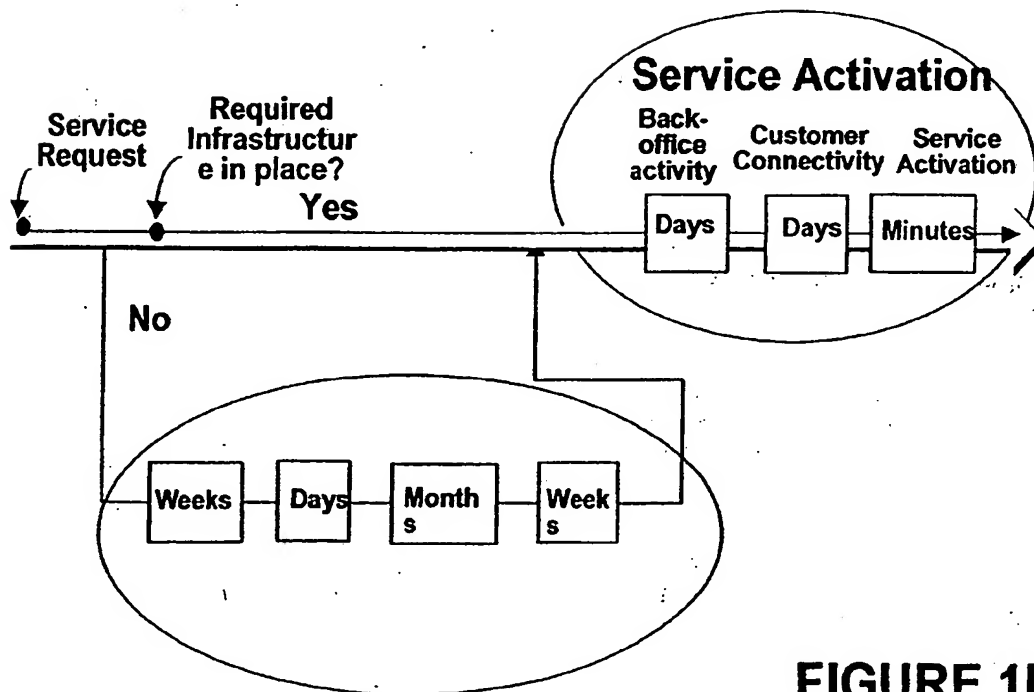 Service Activation
Service
Request
Required
Infrastructur
e in place?
Yes
Back-
office
activity
Customer
Connectivity
Service
Activation
Days
Days
Minutes
No
Weeks
Days
Month
s
Week
s
FIGURE